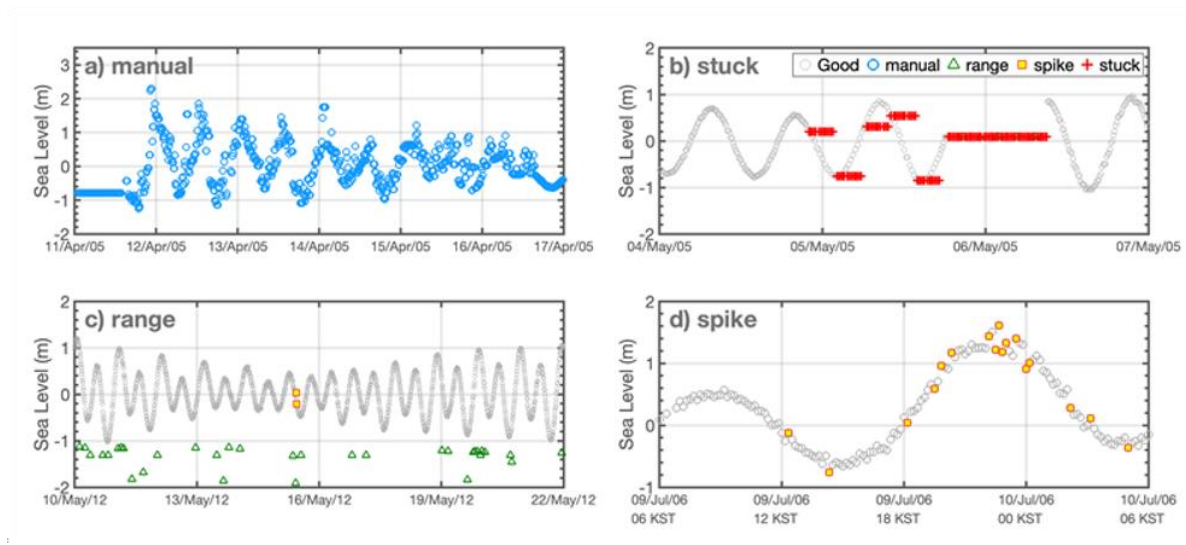 a) manual
Sea Level (m)
3
2
1
0
-1
-2
11/Apr/05 12/Apr/05 13/Apr/05 14/Apr/05 15/Apr/05 16/Apr/05 17/Apr/05
b) stuck
Good manual range spike stuck
Sea Level (m)
2
1
0
-1
-2
04/May/05 05/May/05 06/May/05 07/May/05
c) range
Sea Level (m)
2
1
0
-1
-2
10/May/12 13/May/12 16/May/12 19/May/12 22/May/12
d) spike
Sea Level (m)
2
1
0
-1
09/Jul/06 09/Jul/06 09/Jul/06 10/Jul/06 10/Jul/06
06 KST 12 KST 18 KST 00 KST 06 KST